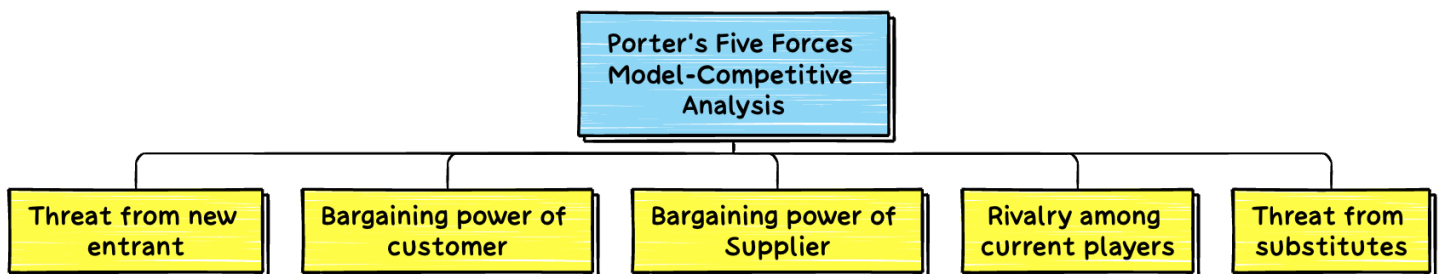 Porter's Five Forces
Model-Competitive
Analysis
Threat from new
entrant
Bargaining power of
customer
Bargaining power of
Supplier
Rivalry among
current players
Threat from
substitutes